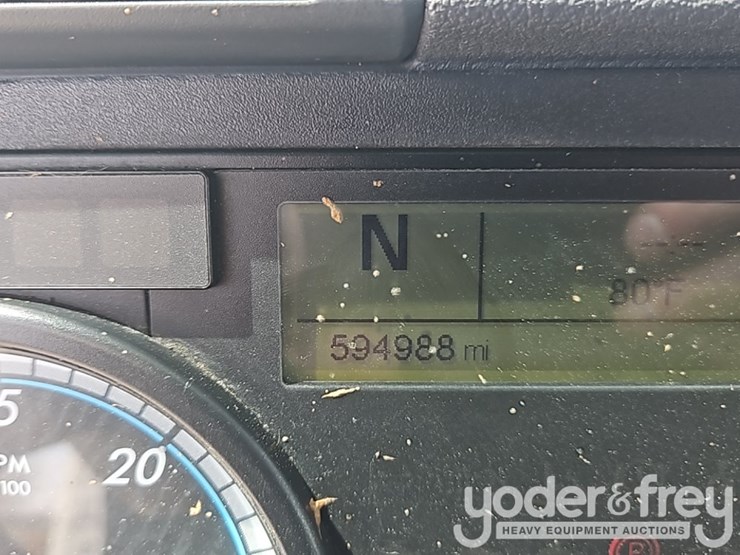 N
--:--
80°F
594988 mi
5
20
PM
100
yoder&frey
HEAVY EQUIPMENT AUCTIONS